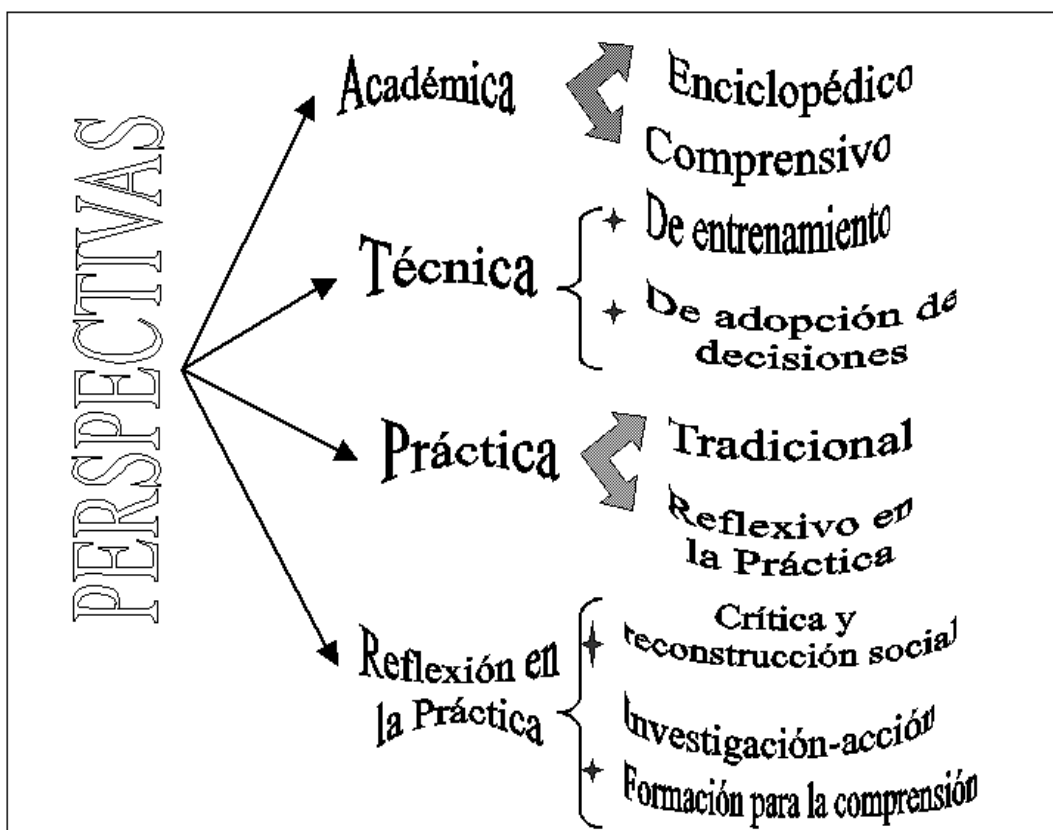 PERSPECTIVAS
Académica
Enciclopédico
Comprensivo
Técnica
De entrenamiento
De adopción de
decisiones
Práctica
Tradicional
Reflexivo en
la Práctica
Reflexión en
la Práctica
Crítica y
reconstrucción social
Investigación-acción
Formación para la comprensión